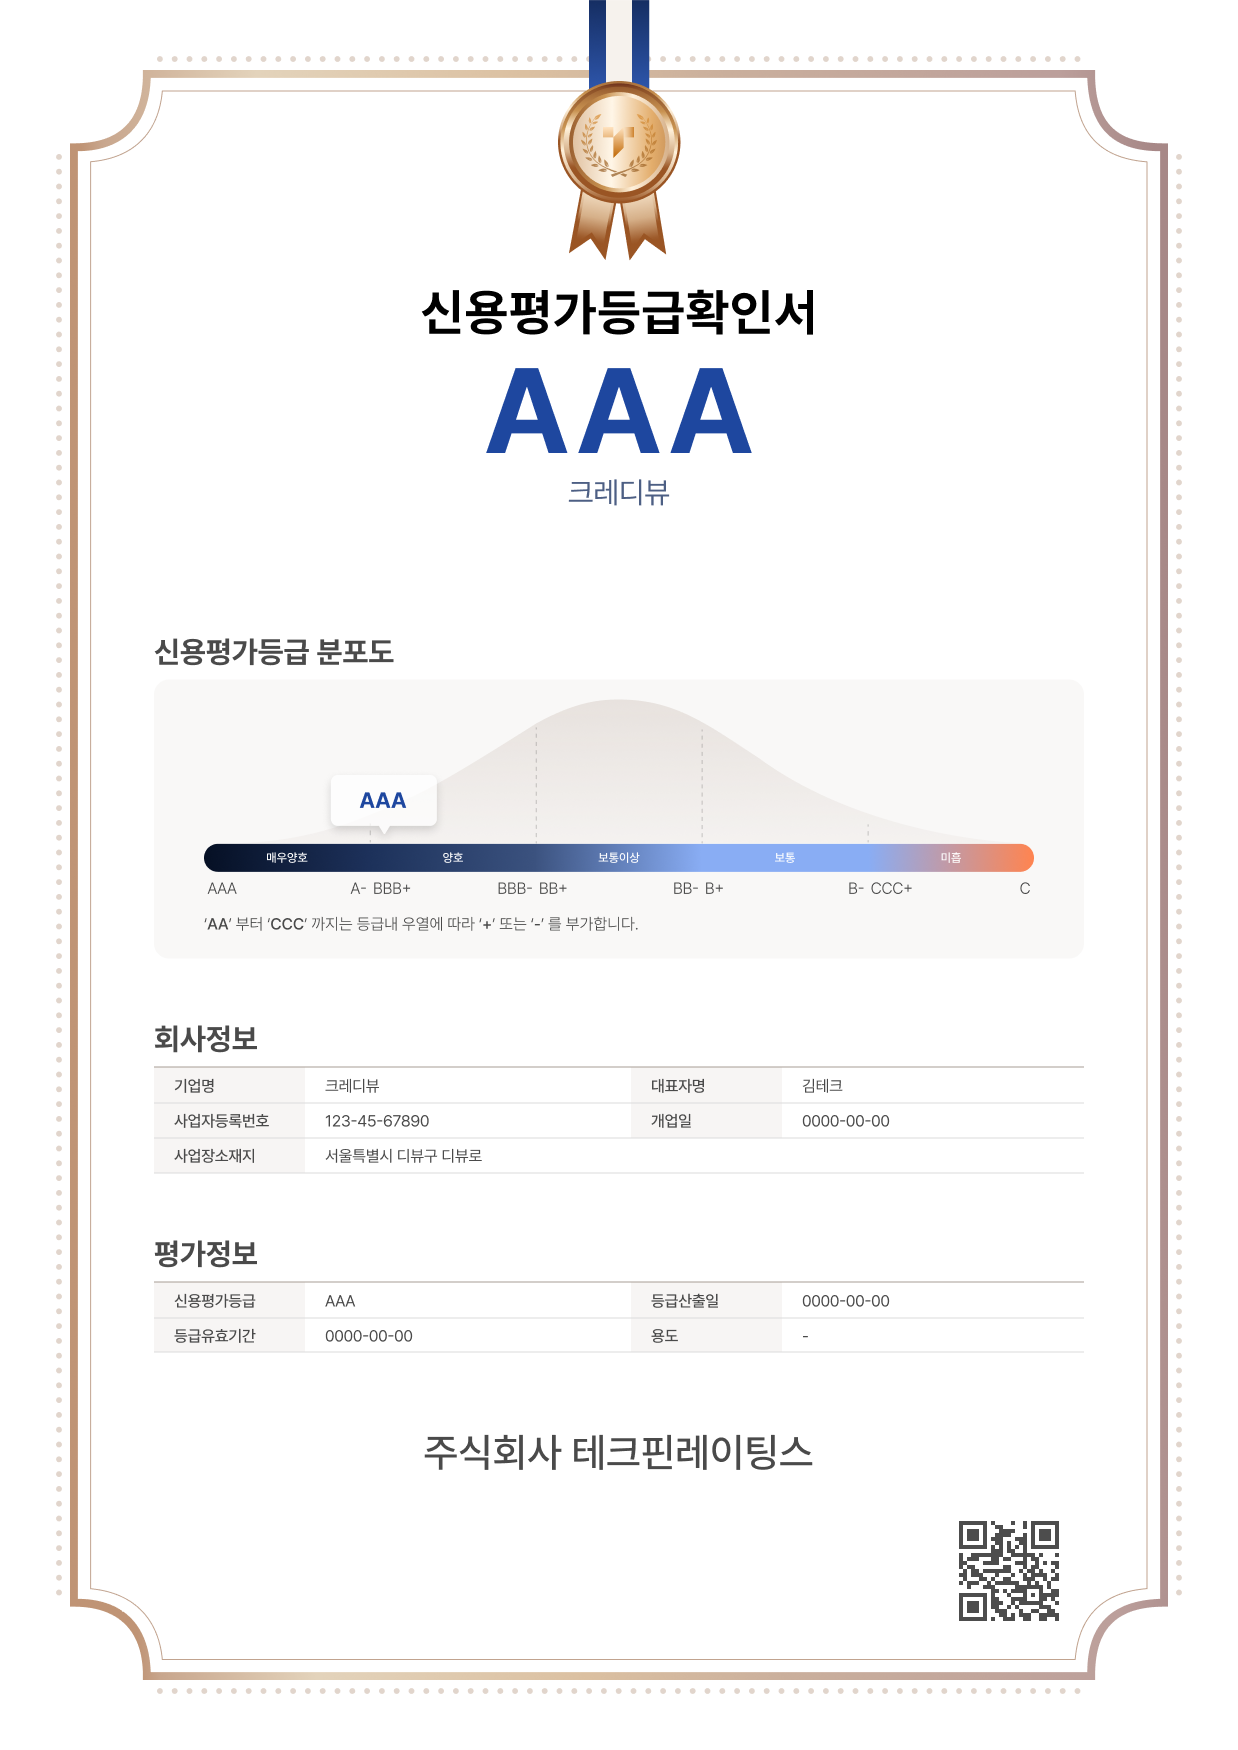 신용평가등급확인서
AAA
크레디뷰
신용평가등급 분포도
AAA
매우양호 양호 보통이상 보통 미흡
AAA A- BBB+ BBB- BB+ BB- B+ B- CCC+ C
‘AA’ 부터 ‘CCC’ 까지는 등급내 우열에 따라 ‘+’ 또는 ‘-’ 를 부가합니다.
회사정보
기업명 크레디뷰 대표자명 김테크
사업자등록번호 123-45-67890 개업일 0000-00-00
사업장소재지 서울특별시 디뷰구 디뷰로
평가정보
신용평가등급 AAA 등급산출일 0000-00-00
등급유효기간 0000-00-00 용도 -
주식회사 테크핀레이팅스